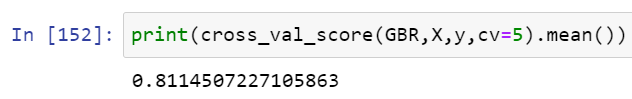 In [152]: print(cross_val_score(GBR,X,y,cv=5).mean())
0.8114507227105863